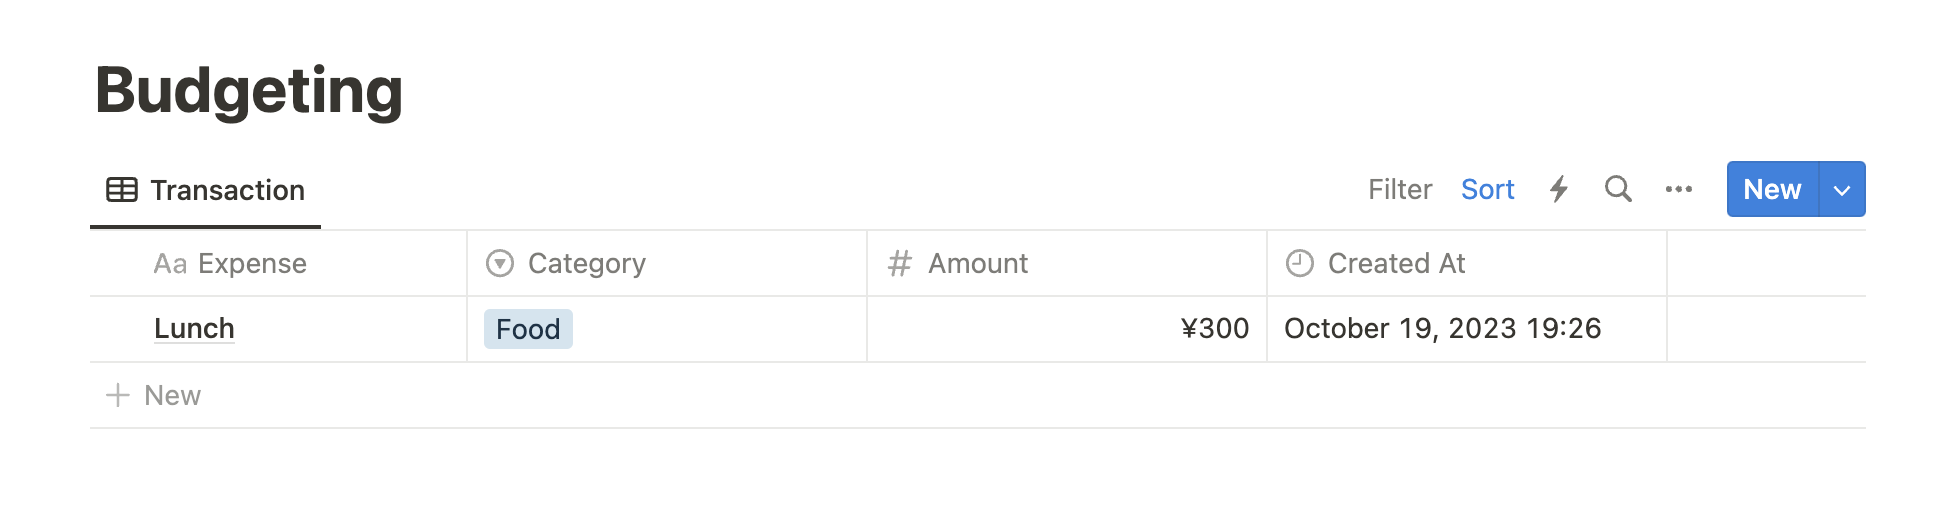 Budgeting
Transaction Filter Sort New
Aa Expense Category # Amount Created At
Lunch Food ¥300 October 19, 2023 19:26
+ New